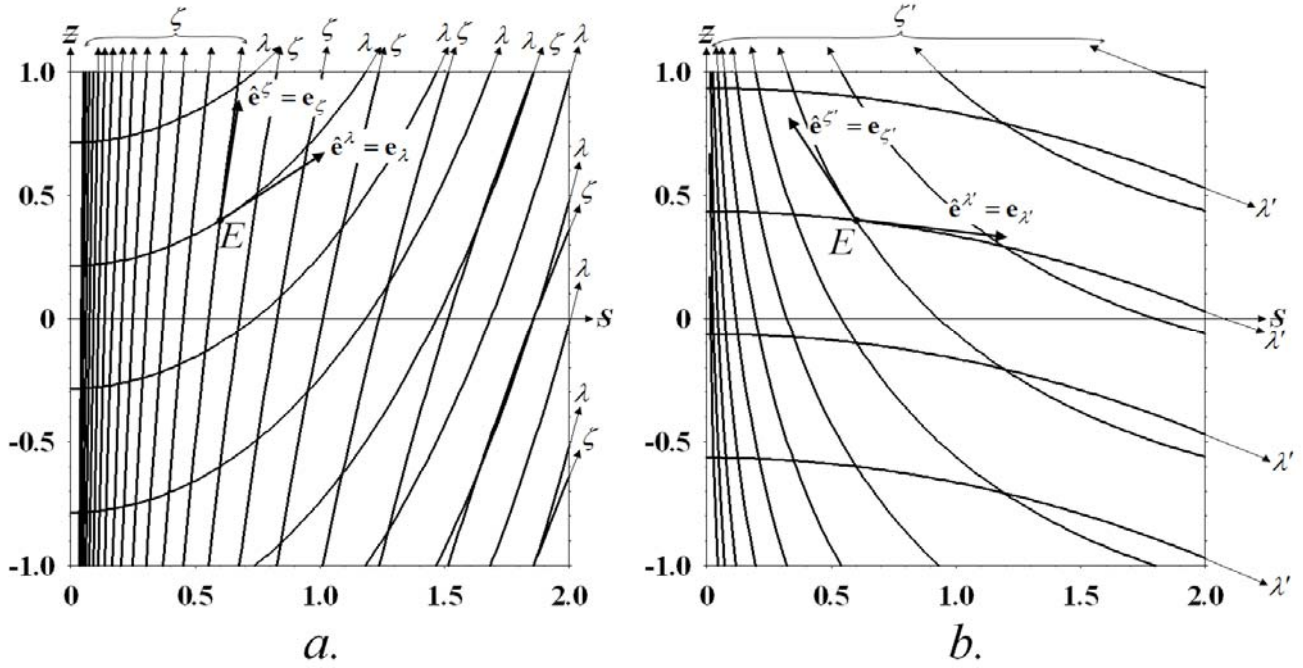 z ζ λ ζ ζ λ ζ λ ζ λ λ ζ λ
1.0
ê^ζ = e_ζ
ê^λ = e_λ
λ
0.5
ζ
E
λ
0
s
λ
-0.5
ζ
-1.0
0 0.5 1.0 1.5 2.0
a.
z ζ′
1.0
ê^ζ′ = e_ζ′
0.5
ê^λ′ = e_λ′
λ′
E
0
s
λ′
-0.5
λ′
-1.0
λ′
0 0.5 1.0 1.5 2.0
b.